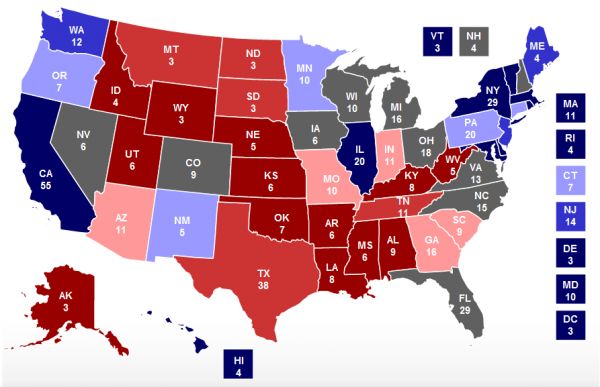 WA
12
OR
7
CA
55
NV
6
ID
4
MT
3
WY
3
UT
6
CO
9
AZ
11
NM
5
ND
3
SD
3
NE
5
KS
6
OK
7
TX
38
MN
10
IA
6
MO
10
AR
6
LA
8
WI
10
IL
20
MI
16
IN
11
OH
18
KY
8
TN
11
MS
6
AL
9
GA
16
FL
29
SC
9
NC
15
VA
13
WV
5
PA
20
NY
29
ME
4
VT
3
NH
4
MA
11
RI
4
CT
7
NJ
14
DE
3
MD
10
DC
3
AK
3
HI
4